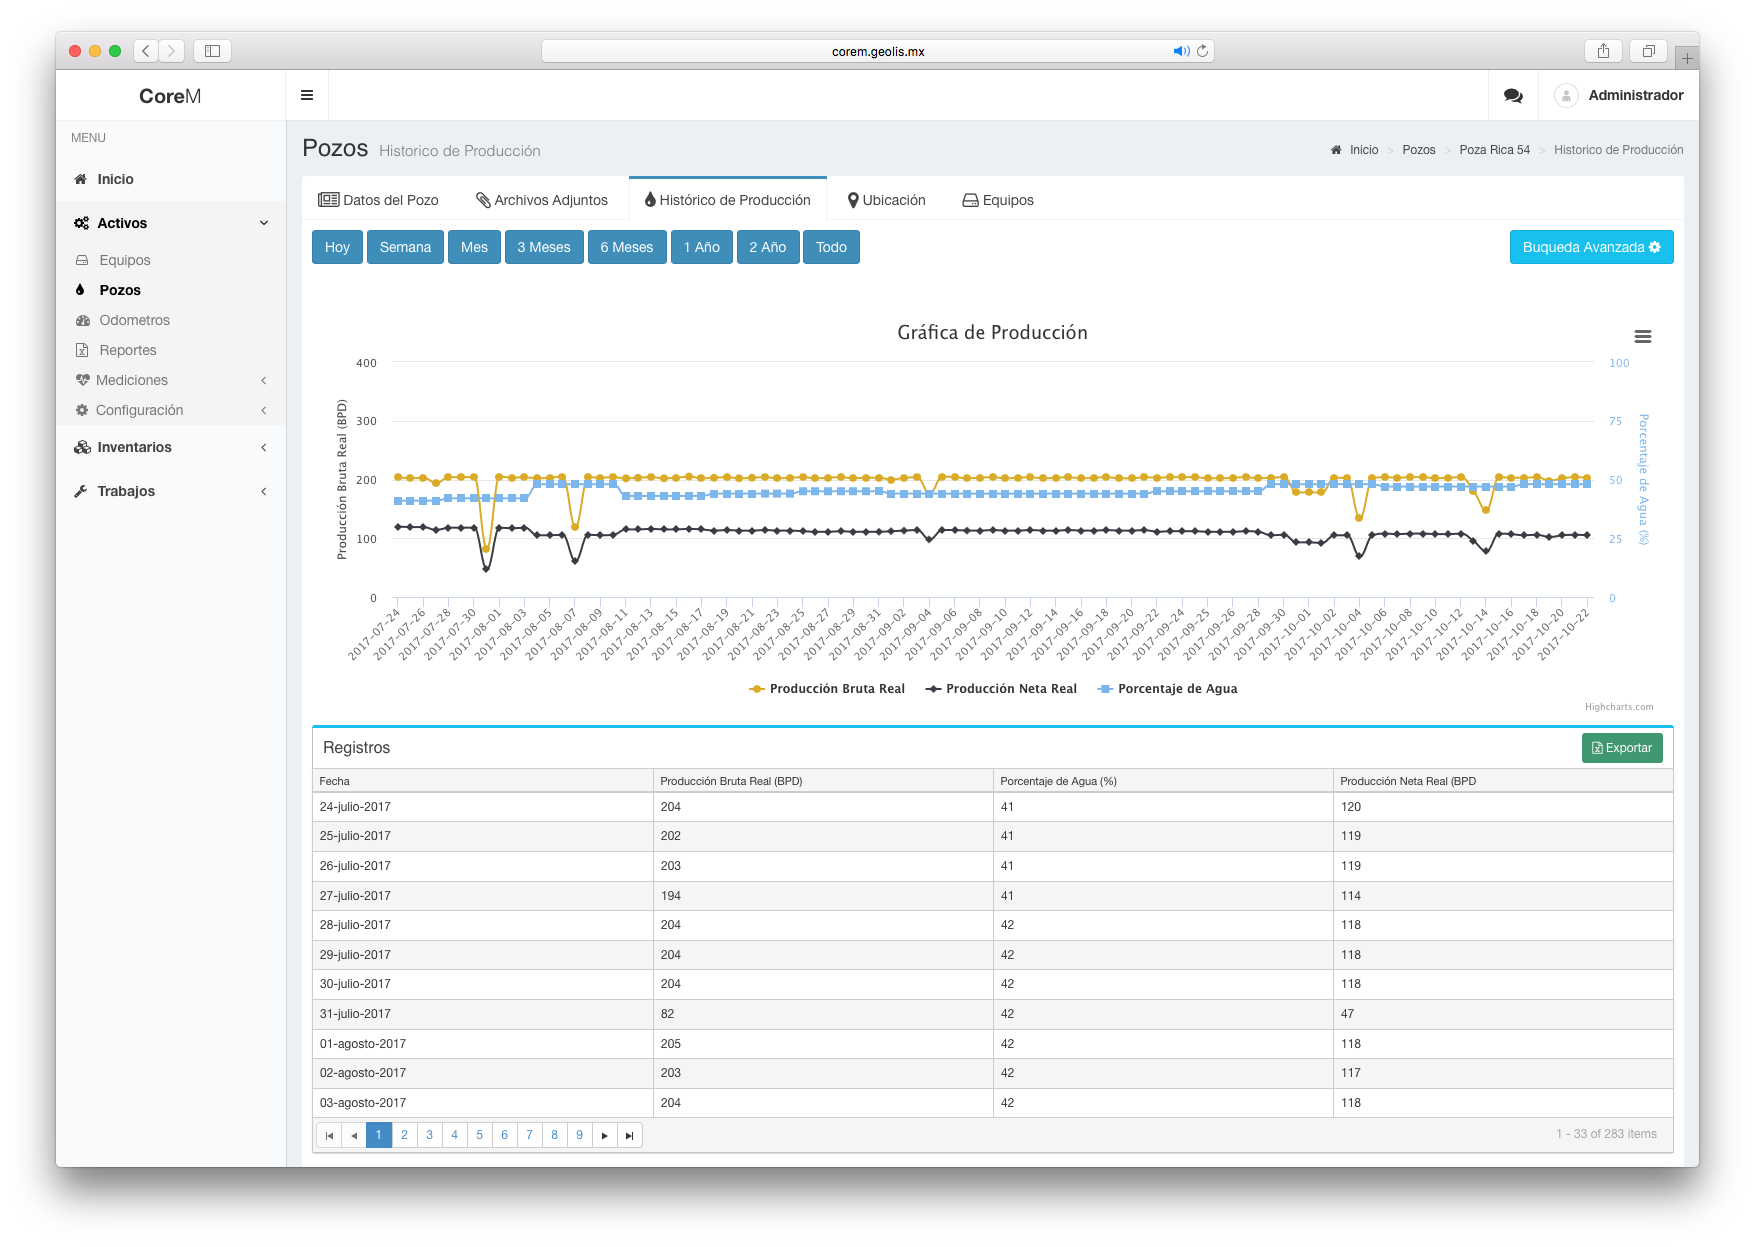 corem.geolis.mx
CoreM
Administrador
MENU
Inicio
Activos
Equipos
Pozos
Odometros
Reportes
Mediciones
Configuración
Inventarios
Trabajos
Pozos Historico de Producción
Inicio > Pozos > Poza Rica 54 > Historico de Producción
Datos del Pozo Archivos Adjuntos Histórico de Producción Ubicación Equipos
Hoy Semana Mes 3 Meses 6 Meses 1 Año 2 Año Todo Buqueda Avanzada
Gráfica de Producción
Producción Bruta Real (BPD)
400
300
200
100
0
100
75
50
25
0
Porcentaje de Agua (%)
2017-07-24 2017-07-26 2017-07-28 2017-07-30 2017-08-01 2017-08-03 2017-08-05 2017-08-07 2017-08-09 2017-08-11 2017-08-13 2017-08-15 2017-08-17 2017-08-19 2017-08-21 2017-08-23 2017-08-25 2017-08-27 2017-08-29 2017-08-31 2017-09-02 2017-09-04 2017-09-06 2017-09-08 2017-09-10 2017-09-12 2017-09-14 2017-09-16 2017-09-18 2017-09-20 2017-09-22 2017-09-24 2017-09-25 2017-09-26 2017-09-28 2017-09-30 2017-10-01 2017-10-02 2017-10-04 2017-10-06 2017-10-08 2017-10-10 2017-10-12 2017-10-14 2017-10-16 2017-10-18 2017-10-20 2017-10-22
Producción Bruta Real Producción Neta Real Porcentaje de Agua
Highcharts.com
Registros Exportar
Fecha Producción Bruta Real (BPD) Porcentaje de Agua (%) Producción Neta Real (BPD
24-julio-2017 204 41 120
25-julio-2017 202 41 119
26-julio-2017 203 41 119
27-julio-2017 194 41 114
28-julio-2017 204 42 118
29-julio-2017 204 42 118
30-julio-2017 204 42 118
31-julio-2017 82 42 47
01-agosto-2017 205 42 118
02-agosto-2017 203 42 117
03-agosto-2017 204 42 118
1 2 3 4 5 6 7 8 9 1 - 33 of 283 items